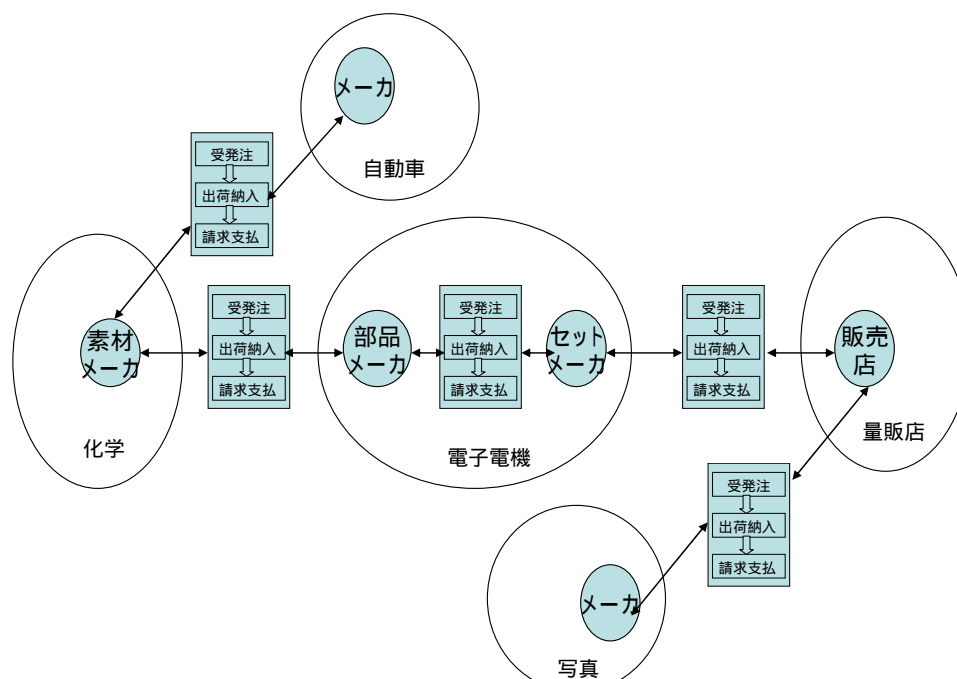 メーカ
自動車
受発注
出荷納入
請求支払
素材
メーカ
化学
受発注
出荷納入
請求支払
部品
メーカ
受発注
出荷納入
請求支払
セット
メーカ
電子電機
受発注
出荷納入
請求支払
販売
店
量販店
受発注
出荷納入
請求支払
メーカ
写真